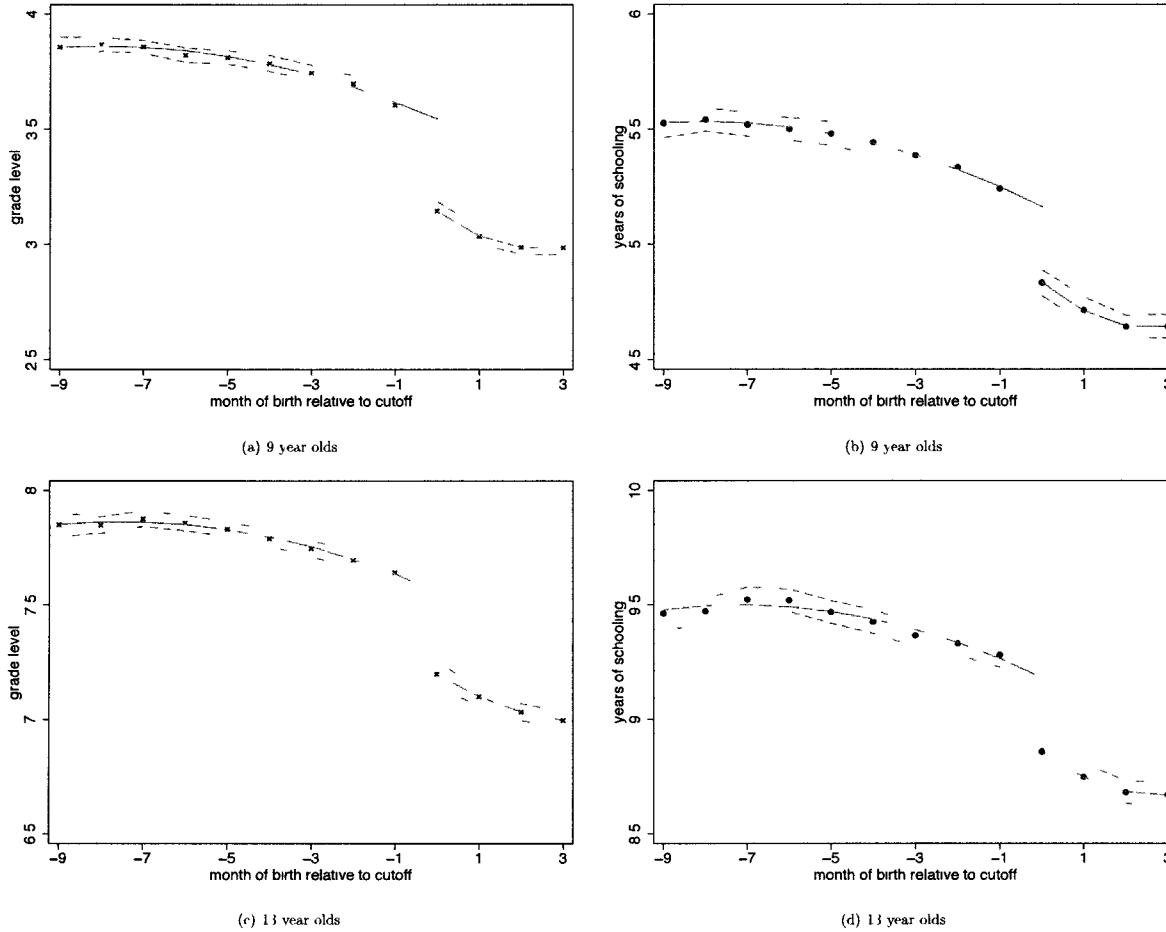 4
3 5
3
2 5
grade level
-9 -7 -5 -3 -1 1 3
month of birth relative to cutoff
(a) 9 year olds
6
5 5
5
4 5
years of schooling
-9 -7 -5 -3 -1 1 3
month of birth relative to cutoff
(b) 9 year olds
8
7 5
7
6 5
grade level
-9 -7 -5 -3 -1 1 3
month of birth relative to cutoff
(c) 13 year olds
10
9 5
9
8 5
years of schooling
-9 -7 -5 -3 -1 1 3
month of birth relative to cutoff
(d) 13 year olds